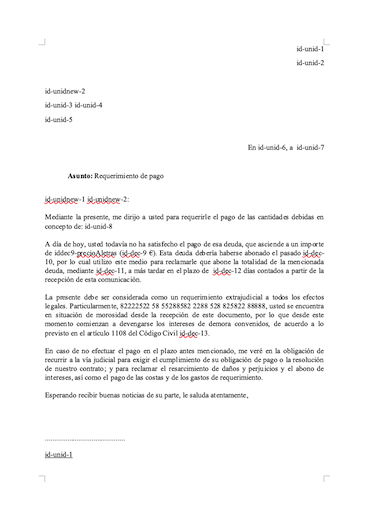 id-unid-1
id-unid-2
id-unidnew-2
id-unid-3 id-unid-4
id-unid-5
En id-unid-6, a id-unid-7
Asunto: Requerimiento de pago
id-unidnew-1 id-unidnew-2:
Mediante la presente, me dirijo a usted para requerirle el pago de las cantidades debidas en
concepto de: id-unid-8
A día de hoy, usted todavía no ha satisfecho el pago de esa deuda, que asciende a un importe
de iddec9-precioAletras (id-dec-9 €). Esta deuda debería haberse abonado el pasado id-dec-
10, por lo cual utilizo este medio para reclamarle que abone la totalidad de la mencionada
deuda, mediante id-dec-11, a más tardar en el plazo de id-dec-12 días contados a partir de la
recepción de esta comunicación.
La presente debe ser considerada como un requerimiento extrajudicial a todos los efectos
legales. Particularmente, 82222522 58 55288582 2288 528 825822 88888, usted se encuentra
en situación de morosidad desde la recepción de este documento, por lo que desde este
momento comienzan a devengarse los intereses de demora convenidos, de acuerdo a lo
previsto en el artículo 1108 del Código Civil id-dec-13.
En caso de no efectuar el pago en el plazo antes mencionado, me veré en la obligación de
recurrir a la vía judicial para exigir el cumplimiento de su obligación de pago o la resolución
de nuestro contrato; y para reclamar el resarcimiento de daños y perjuicios y el abono de
intereses, así como el pago de las costas y de los gastos de requerimiento.
Esperando recibir buenas noticias de su parte, le saluda atentamente,
............................................
id-unid-1